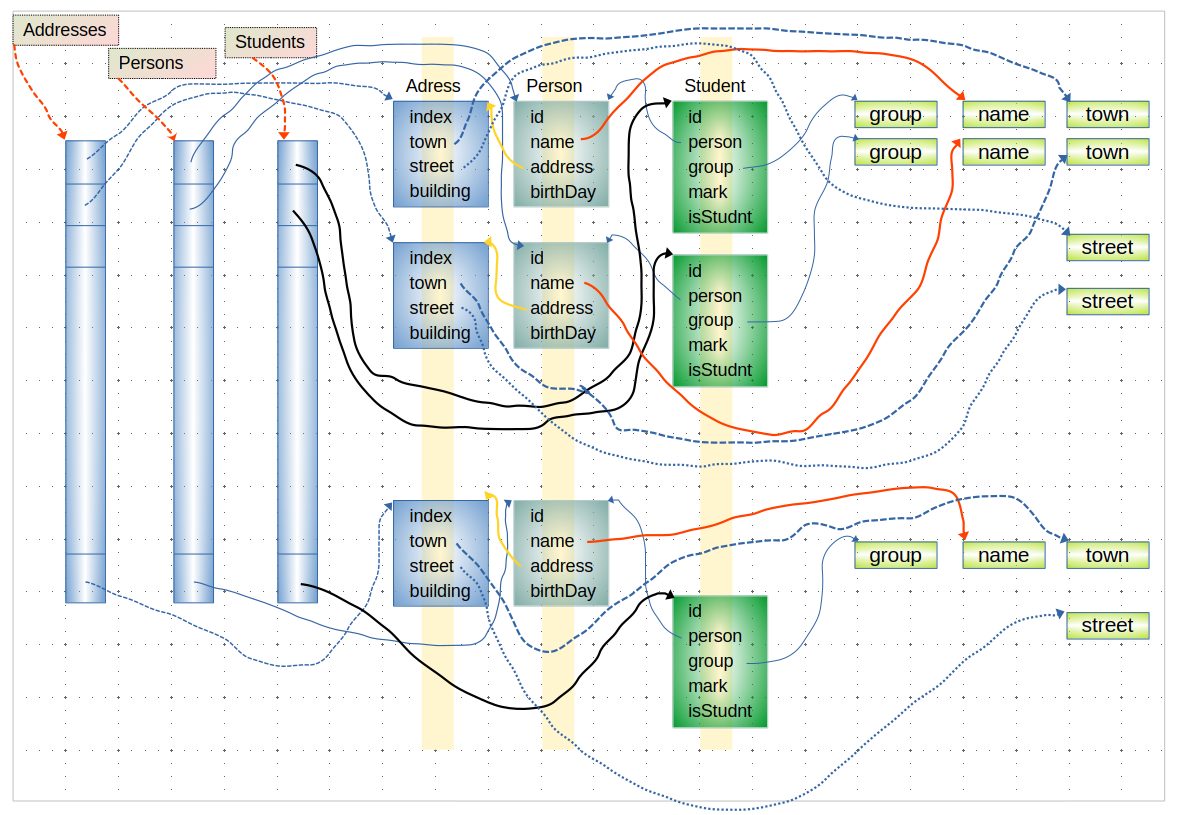 Addresses
Persons
Students
Adress
Person
Student
index
town
street
building
id
name
address
birthDay
id
person
group
mark
isStudnt
group
name
town
group
name
town
street
street
index
town
street
building
id
name
address
birthDay
id
person
group
mark
isStudnt
index
town
street
building
id
name
address
birthDay
id
person
group
mark
isStudnt
group
name
town
street